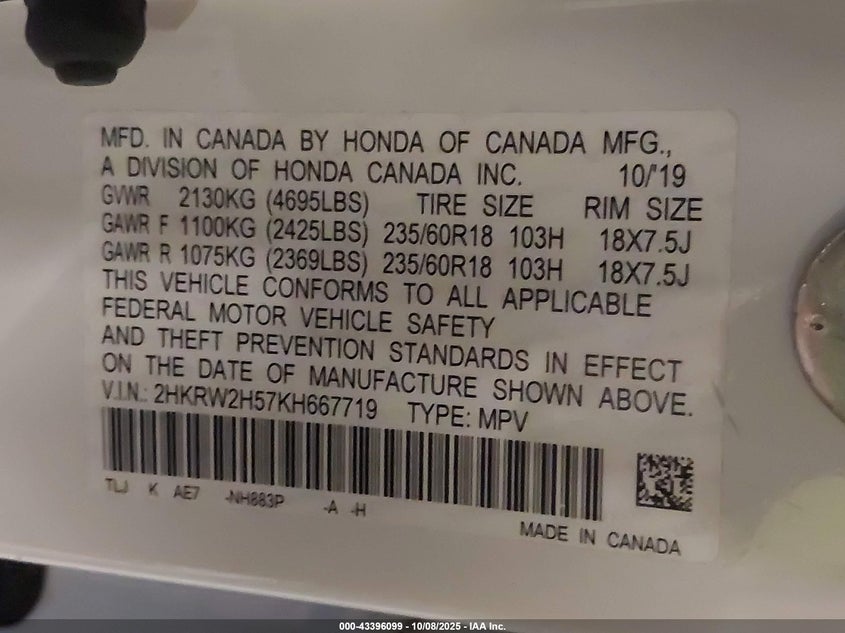 MFD. IN CANADA BY HONDA OF CANADA MFG.,
A DIVISION OF HONDA CANADA INC. 10/'19
GVWR 2130KG (4695LBS) TIRE SIZE RIM SIZE
GAWR F 1100KG (2425LBS) 235/60R18 103H 18X7.5J
GAWR R 1075KG (2369LBS) 235/60R18 103H 18X7.5J
THIS VEHICLE CONFORMS TO ALL APPLICABLE
FEDERAL MOTOR VEHICLE SAFETY
AND THEFT PREVENTION STANDARDS IN EFFECT
ON THE DATE OF MANUFACTURE SHOWN ABOVE.
V.I.N.: 2HKRW2H57KH667719 TYPE: MPV
TLJ K AE7 -NH883P -A -H
MADE IN CANADA
000-43396099 - 10/08/2025 - IAA Inc.